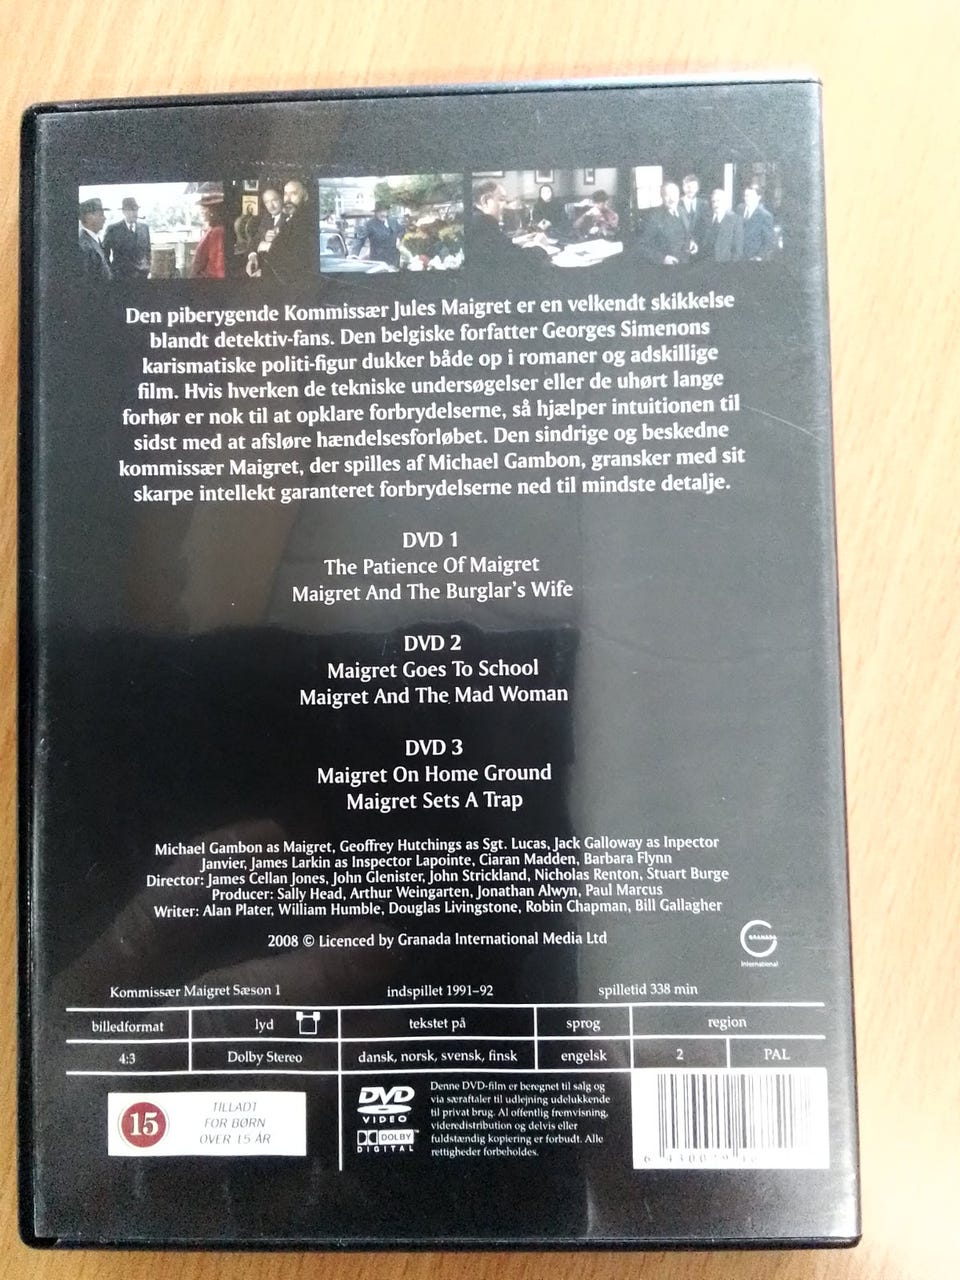 Den piberygende Kommissær Jules Maigret er en velkendt skikkelse
blandt detektiv-fans. Den belgiske forfatter Georges Simenons
karismatiske politi-figur dukker både op i romaner og adskillige
film. Hvis hverken de tekniske undersøgelser eller de uhørt lange
forhør er nok til at opklare forbrydelserne, så hjælper intuitionen til
sidst med at afsløre hændelsesforløbet. Den sindrige og beskedne
kommissær Maigret, der spilles af Michael Gambon, gransker med sit
skarpe intellekt garanteret forbrydelserne ned til mindste detalje.
DVD 1
The Patience Of Maigret
Maigret And The Burglar's Wife
DVD 2
Maigret Goes To School
Maigret And The Mad Woman
DVD 3
Maigret On Home Ground
Maigret Sets A Trap
Michael Gambon as Maigret, Geoffrey Hutchings as Sgt. Lucas, Jack Galloway as Inpector
Janvier, James Larkin as Inspector Lapointe, Ciaran Madden, Barbara Flynn
Director: James Cellan Jones, John Glenister, John Strickland, Nicholas Renton, Stuart Burge
Producer: Sally Head, Arthur Weingarten, Jonathan Alwyn, Paul Marcus
Writer: Alan Plater, William Humble, Douglas Livingstone, Robin Chapman, Bill Gallagher
2008 © Licenced by Granada International Media Ltd
GRANADA
International
Kommissær Maigret Sæson 1 indspillet 1991-92 spilletid 338 min
billedformat lyd tekstet på sprog region
4:3 Dolby Stereo dansk, norsk, svensk, finsk engelsk 2 PAL
15
TILLADT
FOR BØRN
OVER 15 ÅR
DVD
VIDEO
DOLBY
DIGITAL
Denne DVD-film er beregnet til salg og
via særaftaler til udlejning udelukkende
til privat brug. Al offentlig fremvisning,
videredistribution og delvis eller
fuldstændig kopiering er forbudt. Alle
rettigheder forbeholdes.